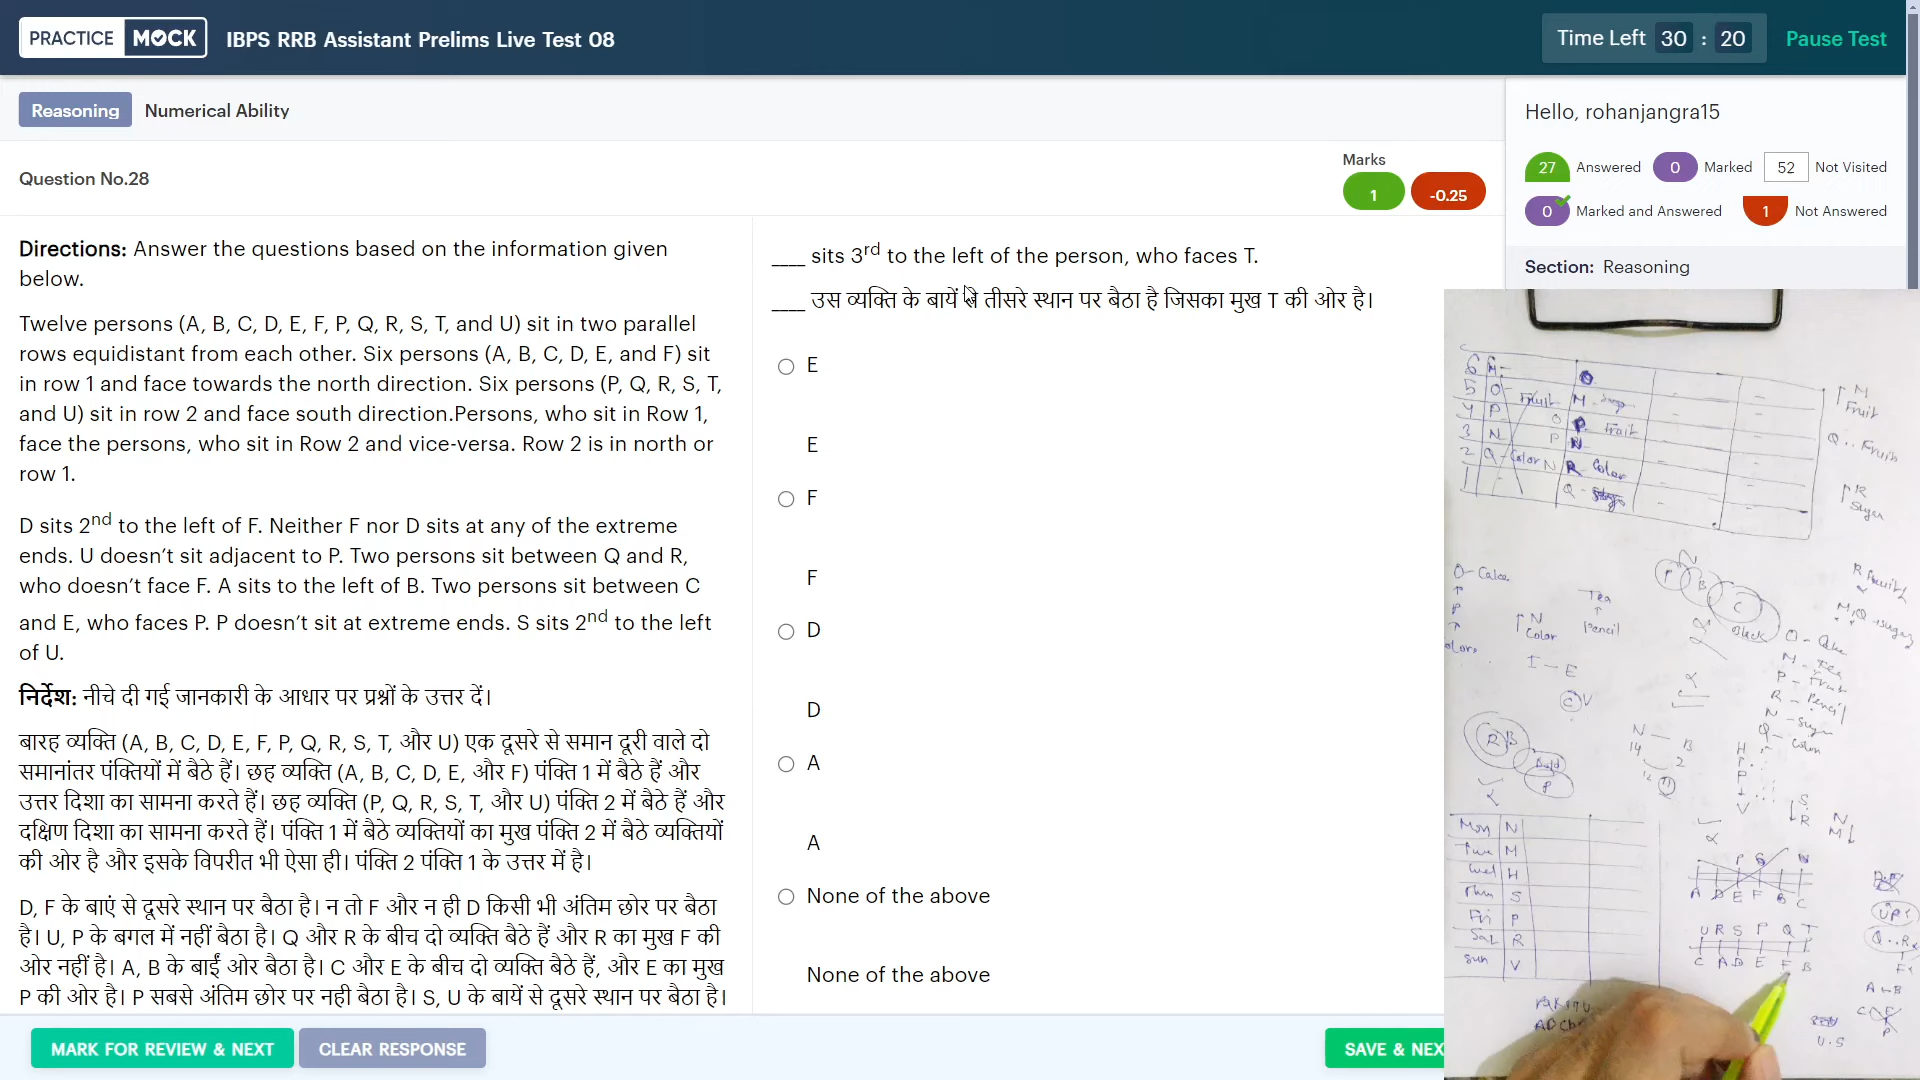 PRACTICE MOCK
IBPS RRB Assistant Prelims Live Test 08
Time Left 30 : 20
Pause Test
Reasoning
Numerical Ability
Hello, rohanjangra15
Question No.28
Marks
1
-0.25
27 Answered
0 Marked
52 Not Visited
0 Marked and Answered
1 Not Answered
Section: Reasoning
Directions: Answer the questions based on the information given
below.
Twelve persons (A, B, C, D, E, F, P, Q, R, S, T, and U) sit in two parallel
rows equidistant from each other. Six persons (A, B, C, D, E, and F) sit
in row 1 and face towards the north direction. Six persons (P, Q, R, S, T,
and U) sit in row 2 and face south direction.Persons, who sit in Row 1,
face the persons, who sit in Row 2 and vice-versa. Row 2 is in north or
row 1.
D sits 2nd to the left of F. Neither F nor D sits at any of the extreme
ends. U doesn't sit adjacent to P. Two persons sit between Q and R,
who doesn't face F. A sits to the left of B. Two persons sit between C
and E, who faces P. P doesn't sit at extreme ends. S sits 2nd to the left
of U.
निर्देश: नीचे दी गई जानकारी के आधार पर प्रश्नों के उत्तर दें।
बारह व्यक्ति (A, B, C, D, E, F, P, Q, R, S, T, और U) एक दूसरे से समान दूरी वाले दो
समानांतर पंक्तियों में बैठे हैं। छह व्यक्ति (A, B, C, D, E, और F) पंक्ति 1 में बैठे हैं और
उत्तर दिशा का सामना करते हैं। छह व्यक्ति (P, Q, R, S, T, और U) पंक्ति 2 में बैठे हैं और
दक्षिण दिशा का सामना करते हैं। पंक्ति 1 में बैठे व्यक्तियों का मुख पंक्ति 2 में बैठे व्यक्तियों
की ओर है और इसके विपरीत भी ऐसा ही। पंक्ति 2 पंक्ति 1 के उत्तर में है।
D, F के बाएं से दूसरे स्थान पर बैठा है। न तो F और न ही D किसी भी अंतिम छोर पर बैठा
है। U, P के बगल में नहीं बैठा है। Q और R के बीच दो व्यक्ति बैठे हैं और R का मुख F की
ओर नहीं है। A, B के बाईं ओर बैठा है। C और E के बीच दो व्यक्ति बैठे हैं, और E का मुख
P की ओर है। P सबसे अंतिम छोर पर नही बैठा है। S, U के बायें से दूसरे स्थान पर बैठा है।
____ sits 3rd to the left of the person, who faces T.
____ उस व्यक्ति के बायें से तीसरे स्थान पर बैठा है जिसका मुख T की ओर है।
E
E
F
F
D
D
A
A
None of the above
None of the above
MARK FOR REVIEW & NEXT
CLEAR RESPONSE
SAVE & NEX
Mon N
Tue M
Wed H
Thu S
Fri P
Sat R
Sun V
U R S P Q T
C A D E F B